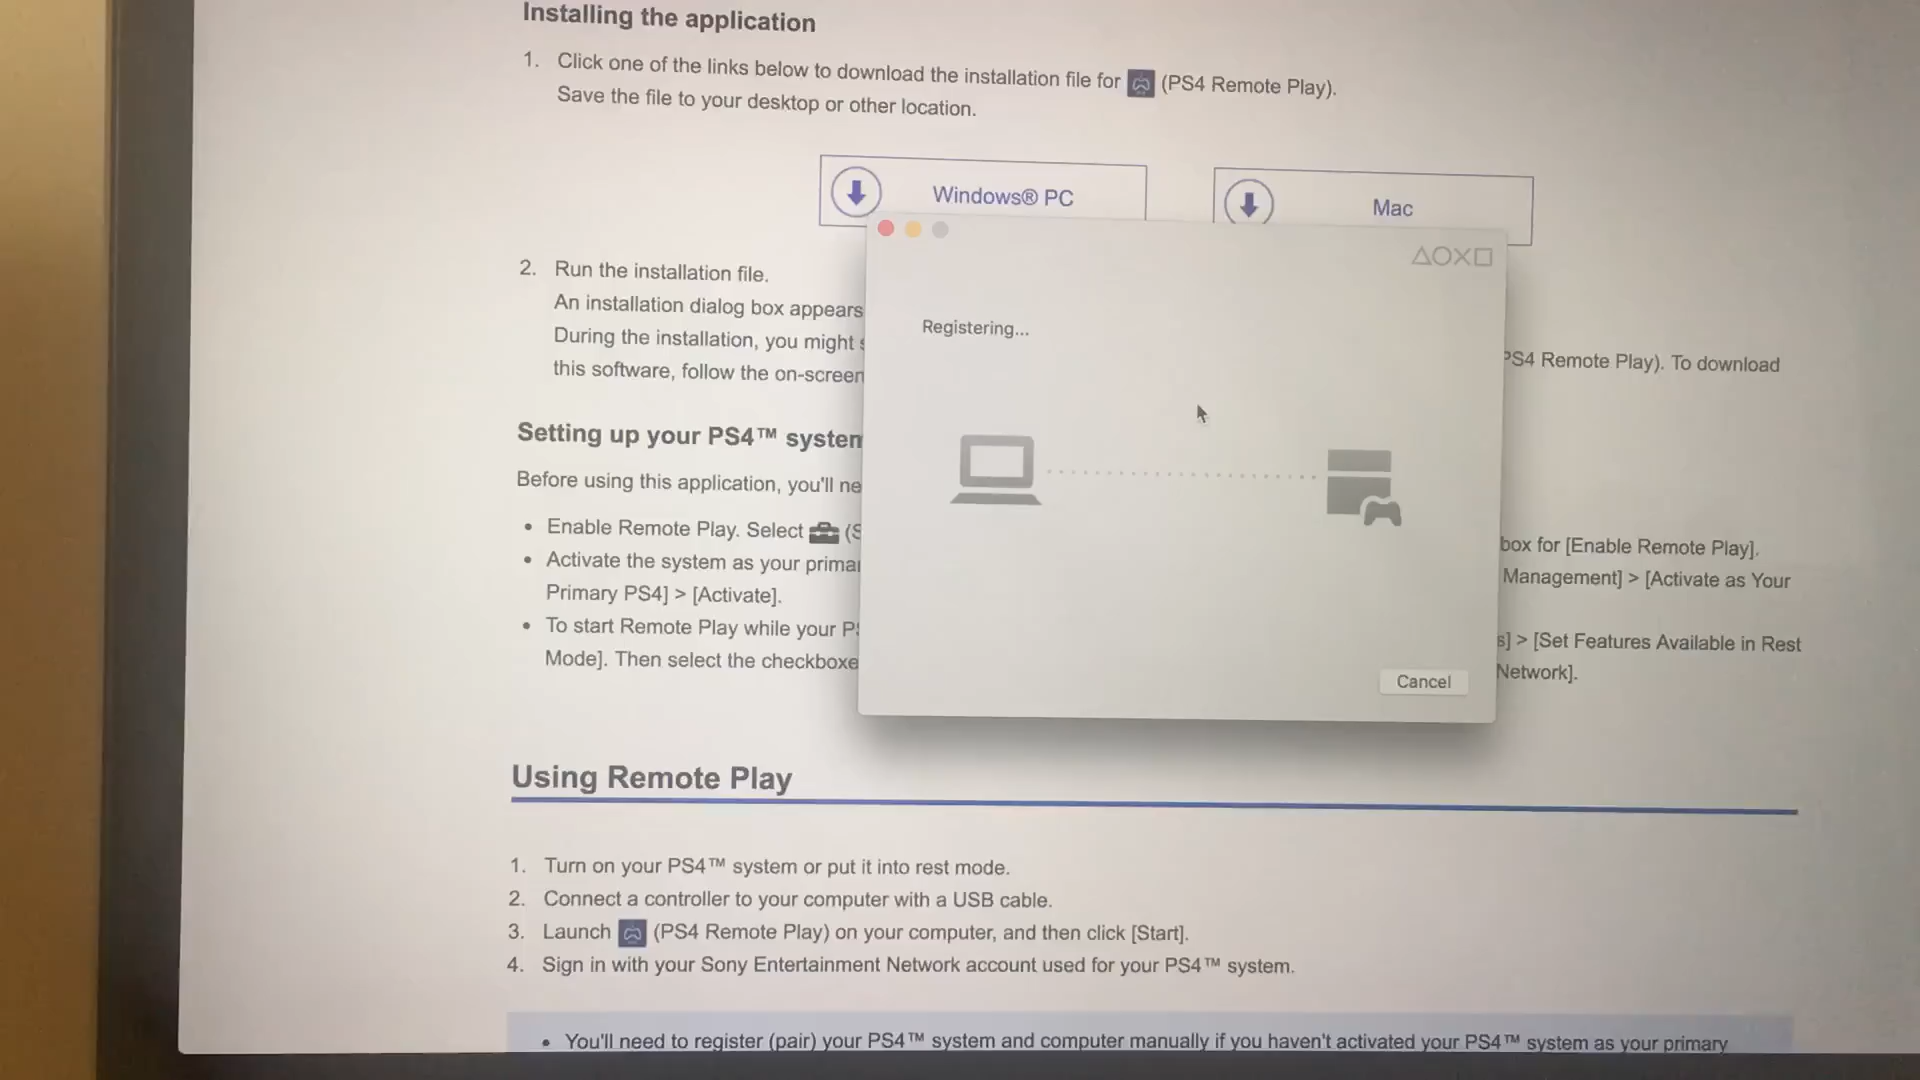 Installing the application
1. Click one of the links below to download the installation file for (PS4 Remote Play).
Save the file to your desktop or other location.
Windows® PC
Mac
2. Run the installation file.
An installation dialog box appears
During the installation, you might
PS4 Remote Play). To download
this software, follow the on-screen
Registering...
Setting up your PS4™ system
Before using this application, you'll ne
• Enable Remote Play. Select (S
box for [Enable Remote Play].
• Activate the system as your primar
Management] > [Activate as Your
Primary PS4] > [Activate].
• To start Remote Play while your PS
s] > [Set Features Available in Rest
Mode]. Then select the checkboxe
Network].
Cancel
Using Remote Play
1. Turn on your PS4™ system or put it into rest mode.
2. Connect a controller to your computer with a USB cable.
3. Launch (PS4 Remote Play) on your computer, and then click [Start].
4. Sign in with your Sony Entertainment Network account used for your PS4™ system.
• You'll need to register (pair) your PS4™ system and computer manually if you haven't activated your PS4™ system as your primary